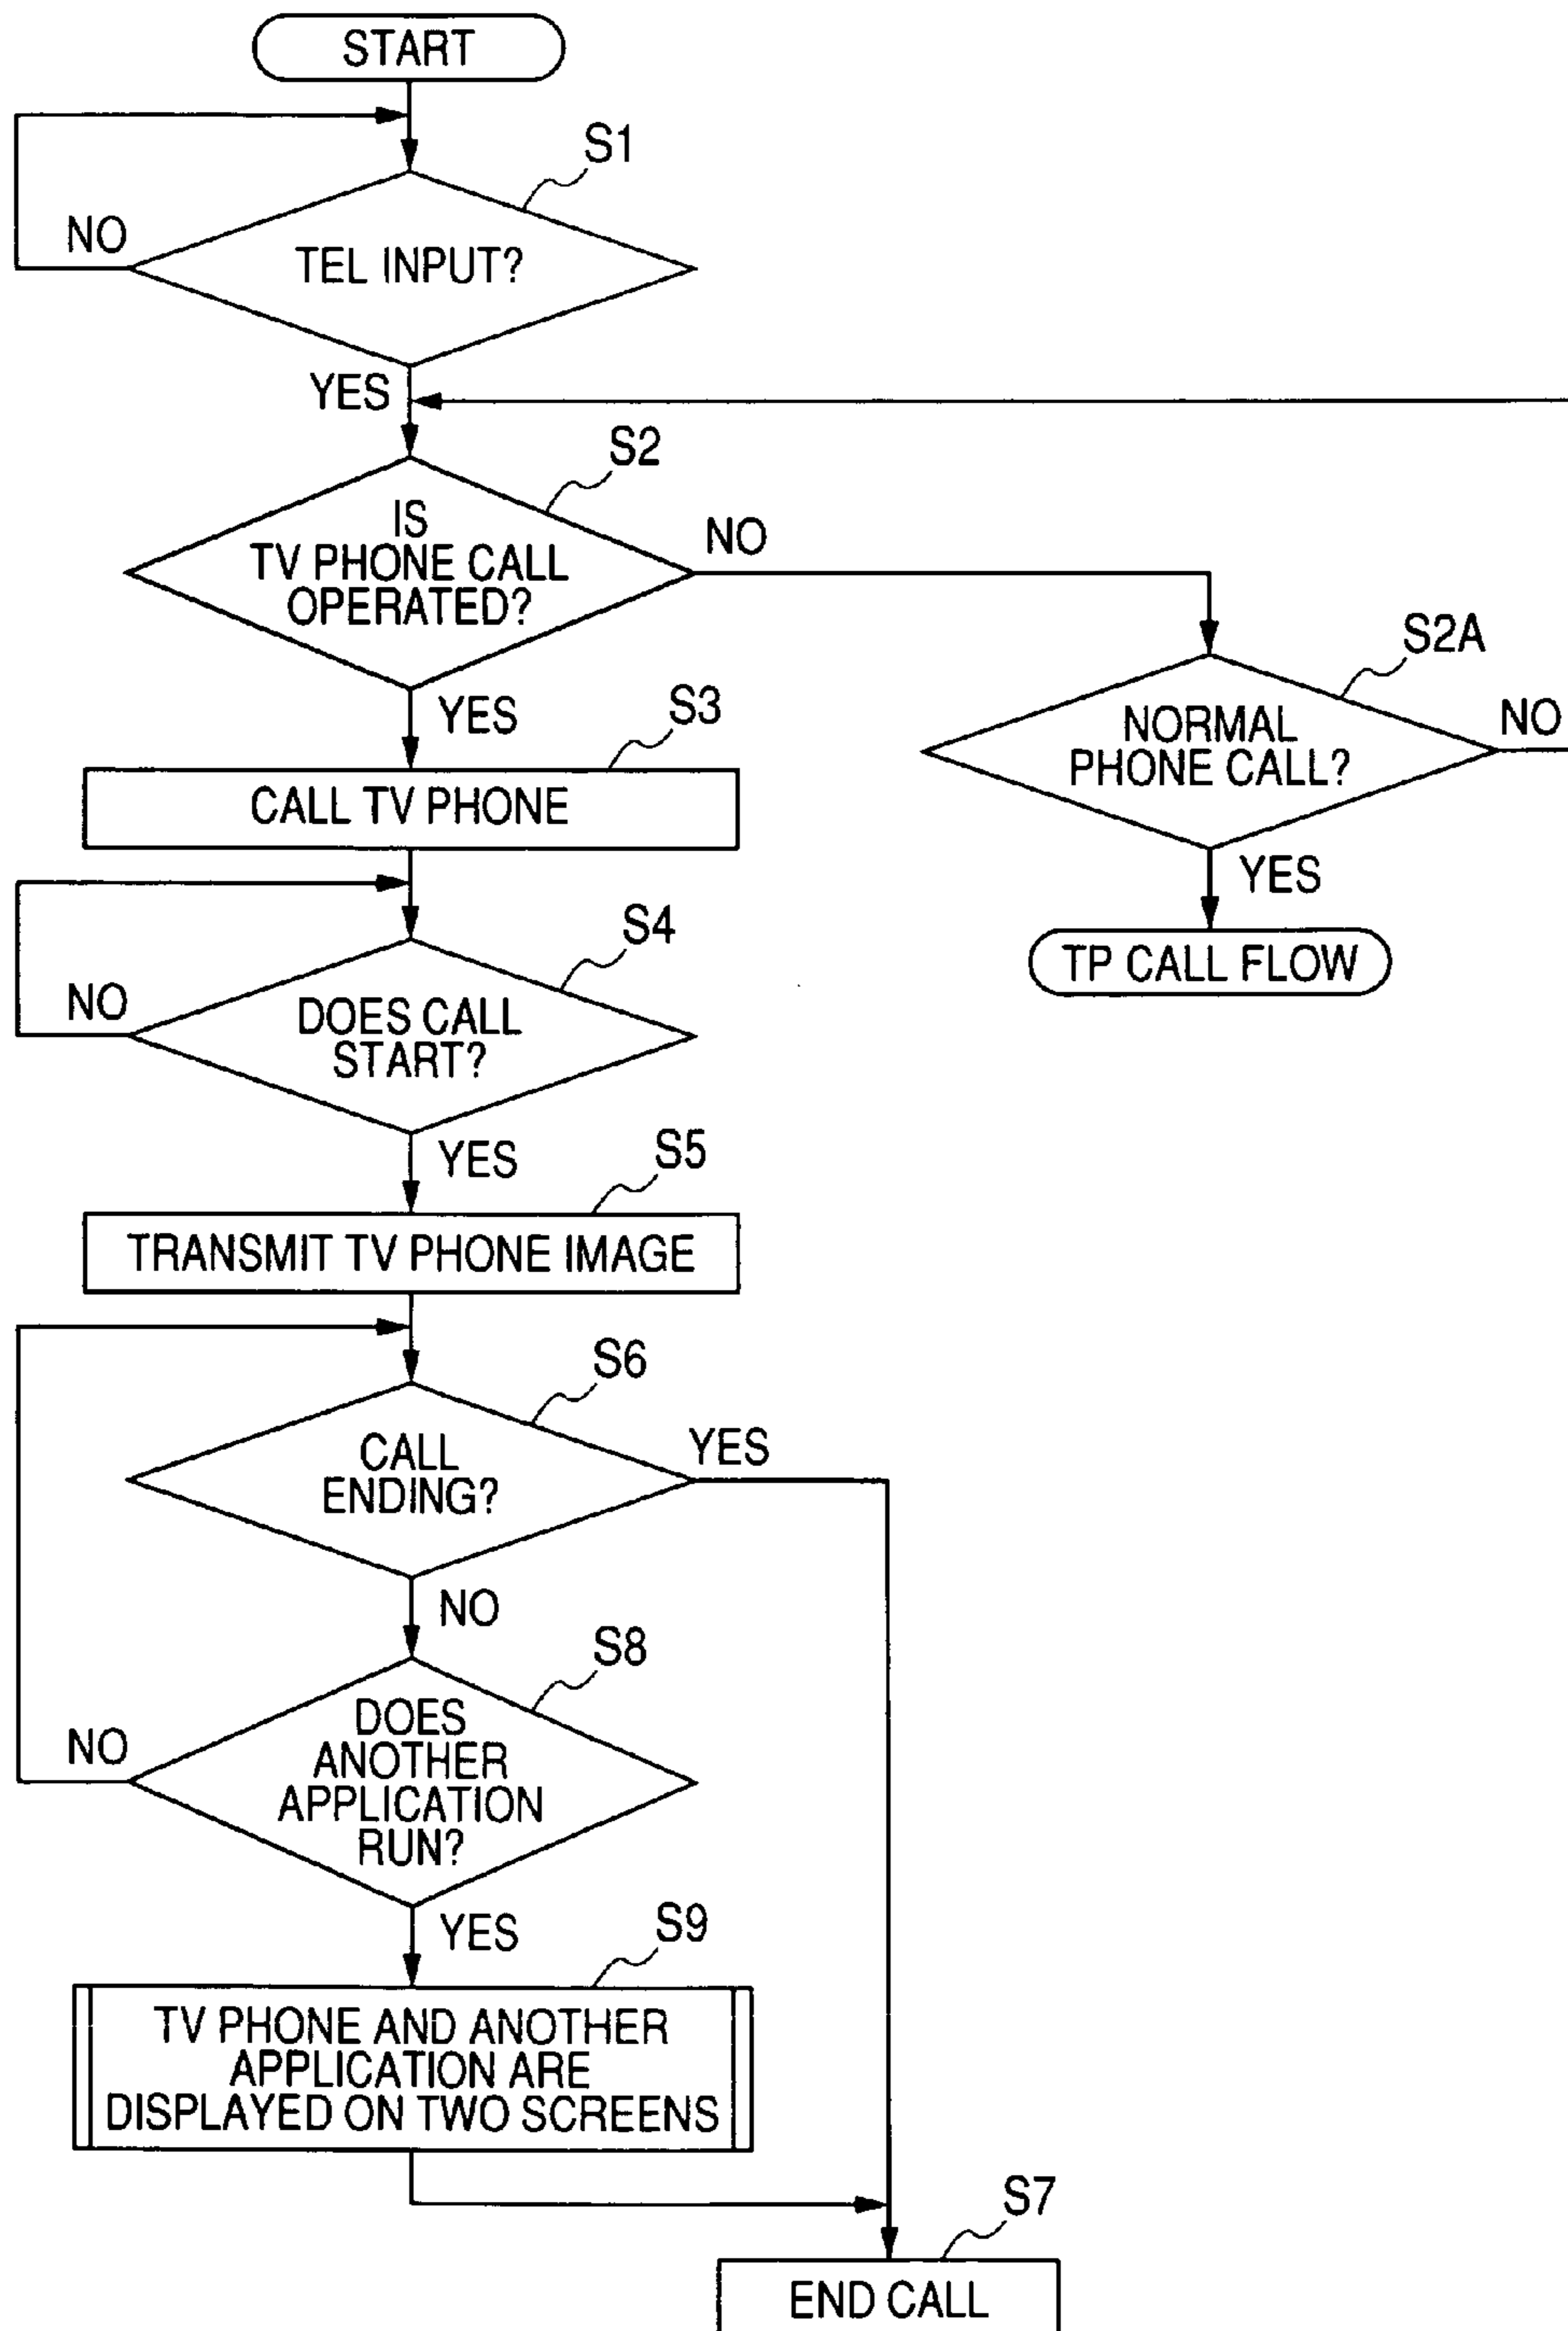 START
S1
NO
TEL INPUT?
YES
S2
IS
TV PHONE CALL
OPERATED?
NO
S2A
NORMAL
PHONE CALL?
NO
YES
TP CALL FLOW
YES
S3
CALL TV PHONE
S4
NO
DOES CALL
START?
YES
S5
TRANSMIT TV PHONE IMAGE
S6
CALL
ENDING?
YES
NO
S8
NO
DOES
ANOTHER
APPLICATION
RUN?
YES
S9
TV PHONE AND ANOTHER
APPLICATION ARE
DISPLAYED ON TWO SCREENS
S7
END CALL